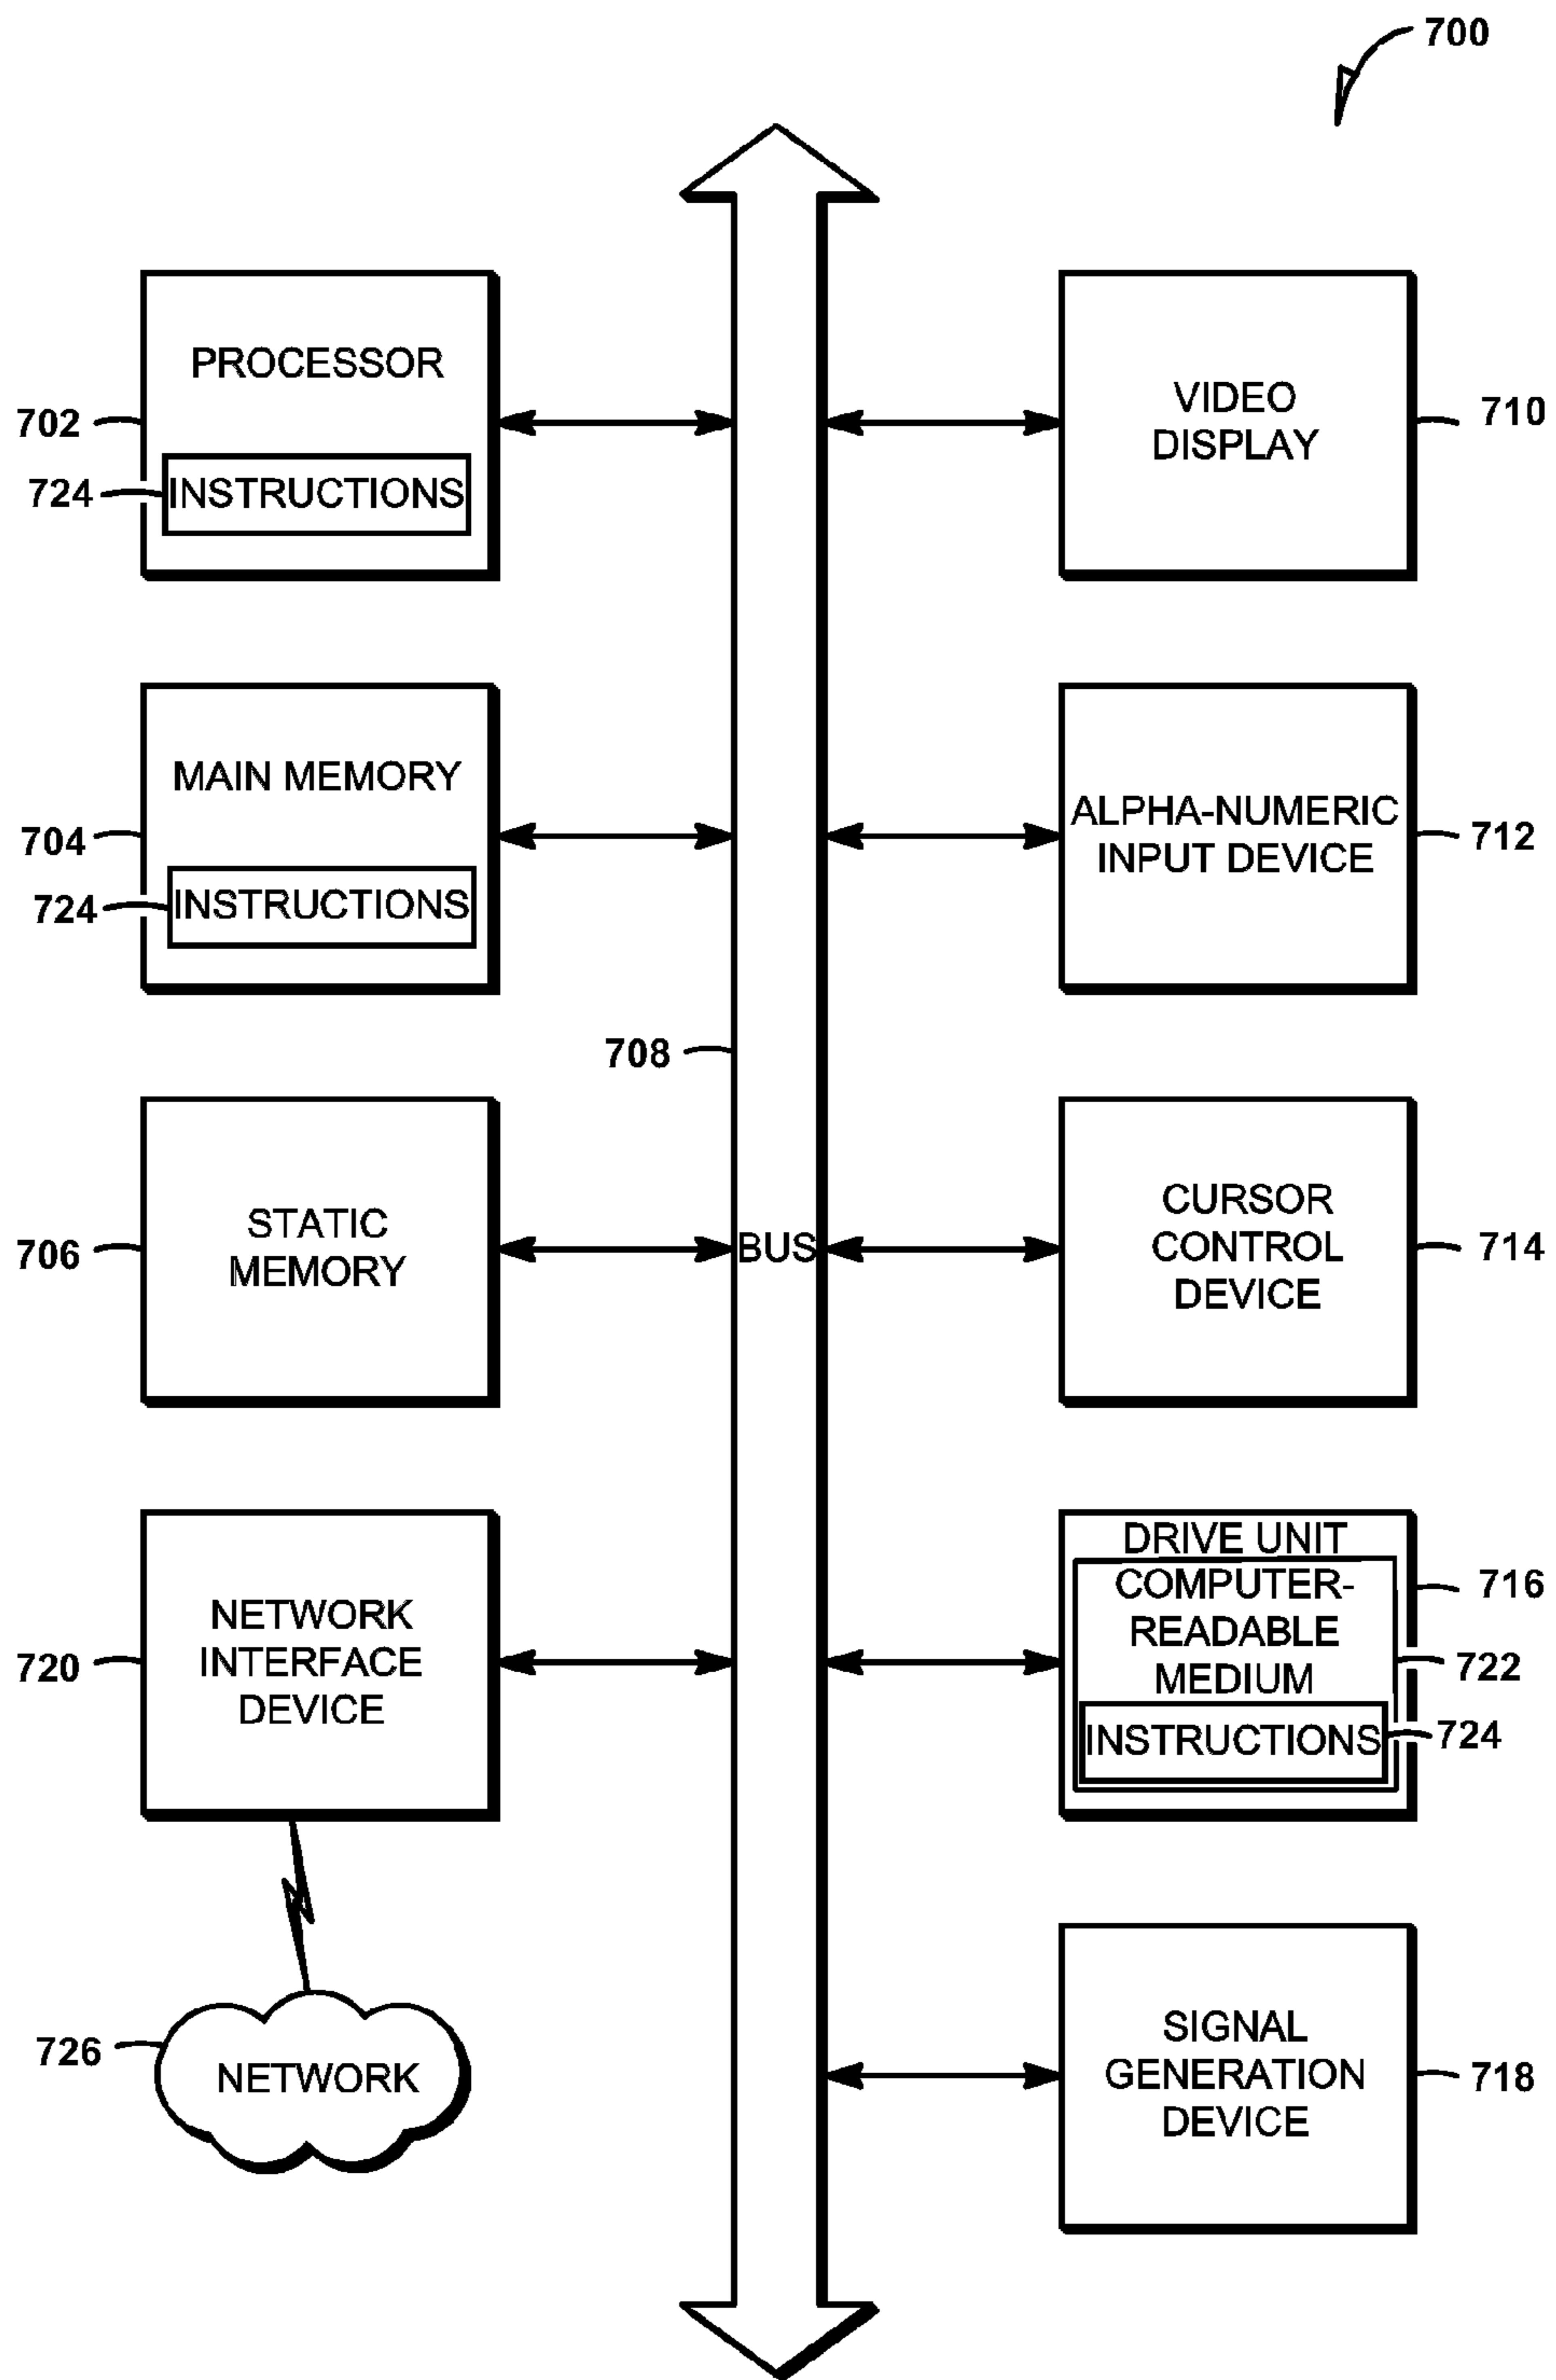 700
PROCESSOR
702
724
INSTRUCTIONS
VIDEO
DISPLAY
710
MAIN MEMORY
704
724
INSTRUCTIONS
ALPHA-NUMERIC
INPUT DEVICE
712
708
STATIC
MEMORY
706
BUS
CURSOR
CONTROL
DEVICE
714
NETWORK
INTERFACE
DEVICE
720
DRIVE UNIT
COMPUTER-
READABLE
MEDIUM
INSTRUCTIONS
716
722
724
726
NETWORK
SIGNAL
GENERATION
DEVICE
718